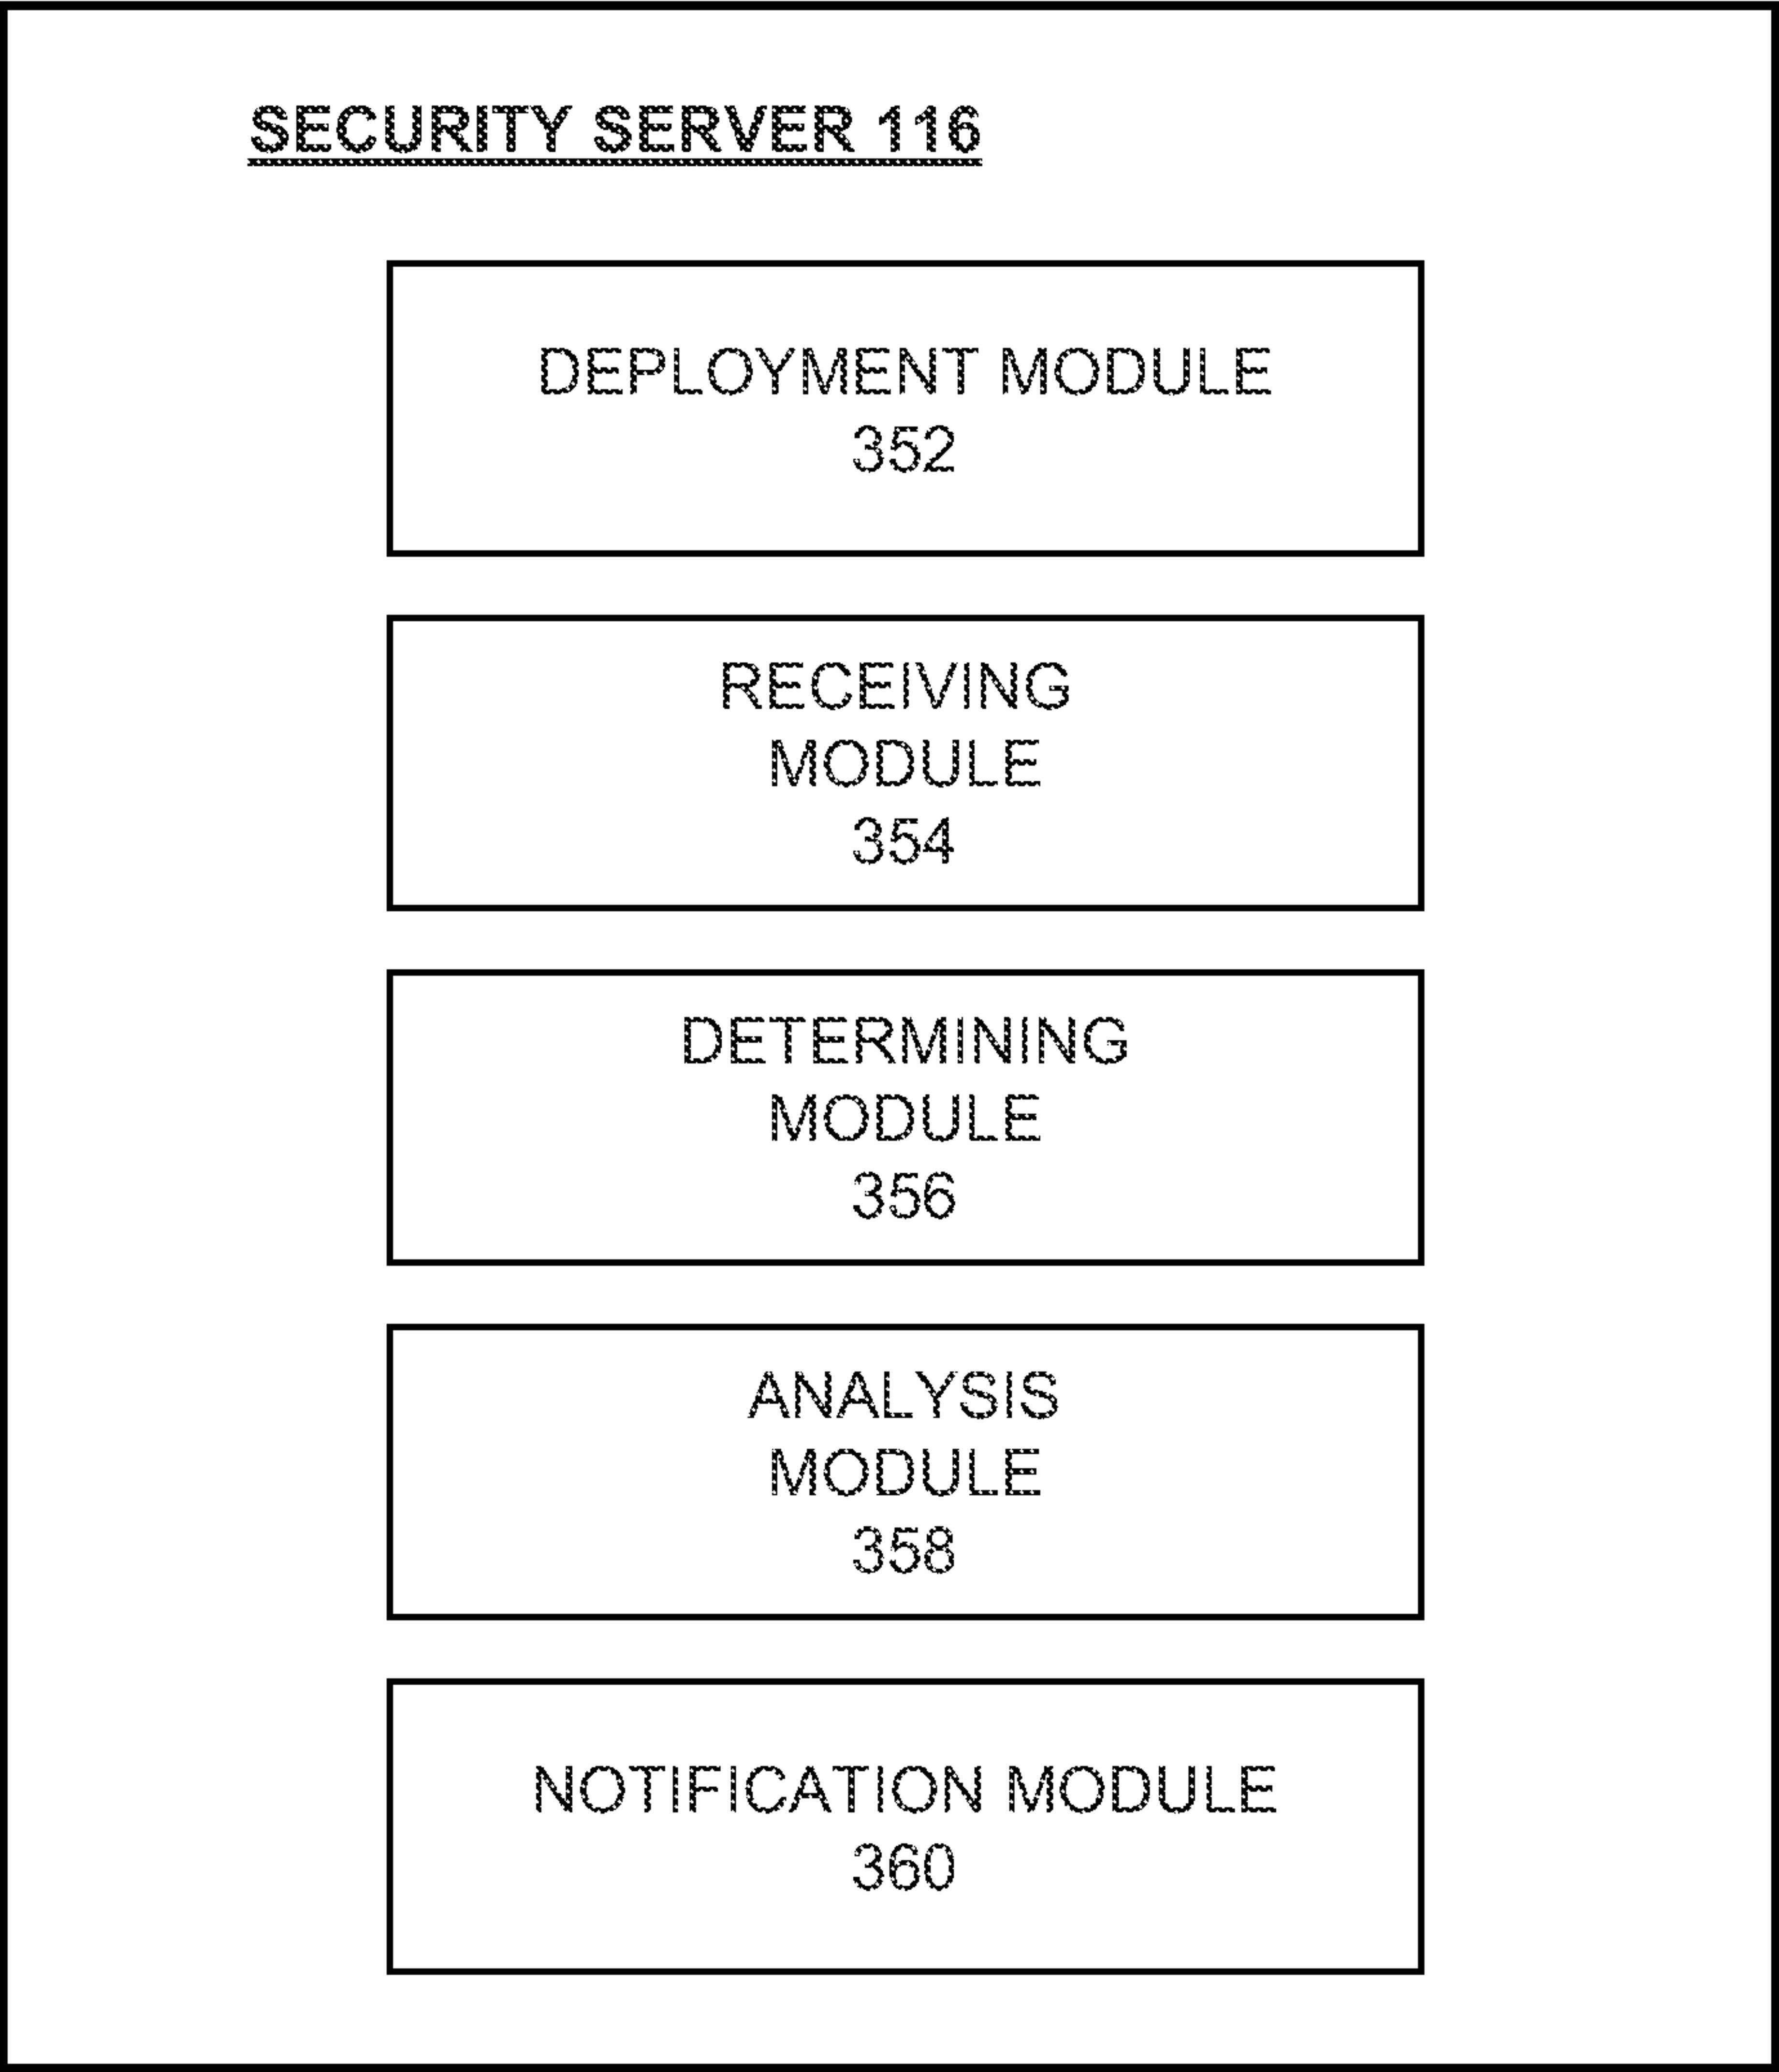 SECURITY SERVER 116
DEPLOYMENT MODULE
352
RECEIVING
MODULE
354
DETERMINING
MODULE
356
ANALYSIS
MODULE
358
NOTIFICATION MODULE
360